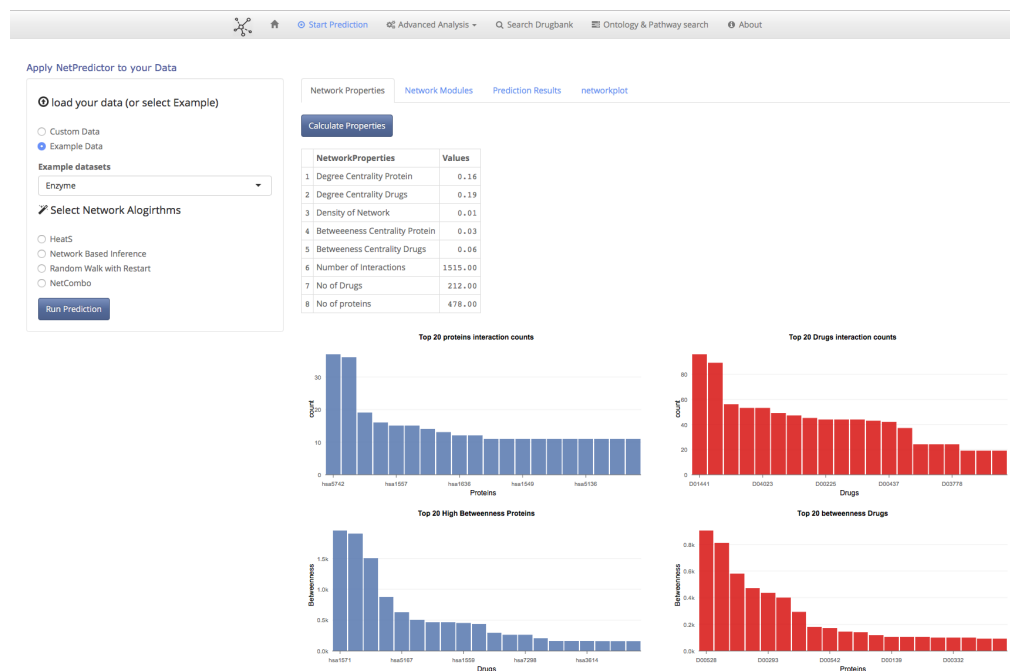 Start Prediction Advanced Analysis Search Drugbank Ontology & Pathway search About
Apply NetPredictor to your Data
load your data (or select Example)
Custom Data
Example Data
Example datasets
Enzyme
Select Network Alogirthms
HeatS
Network Based Inference
Random Walk with Restart
NetCombo
Run Prediction
Network Properties Network Modules Prediction Results networkplot
Calculate Properties
NetworkProperties Values
1 Degree Centrality Protein 0.16
2 Degree Centrality Drugs 0.19
3 Density of Network 0.01
4 Betweeeness Centrality Protein 0.03
5 Betweeness Centrality Drugs 0.06
6 Number of Interactions 1515.00
7 No of Drugs 212.00
8 No of proteins 478.00
Top 20 proteins interaction counts
count
30
20
10
0
hsa5742 hsa1557 hsa1636 hsa1549 hsa5136
Proteins
Top 20 Drugs interaction counts
count
80
60
40
20
0
D01441 D04023 D00225 D00437 D03778
Drugs
Top 20 High Betweenness Proteins
Betweenness
1.5k
1.0k
0.5k
0.0k
hsa1571 hsa5167 hsa1559 hsa7298 hsa3614
Drugs
Top 20 betweenness Drugs
Betweenness
0.8k
0.6k
0.4k
0.2k
0.0k
D00528 D00293 D00542 D00139 D00332
Proteins